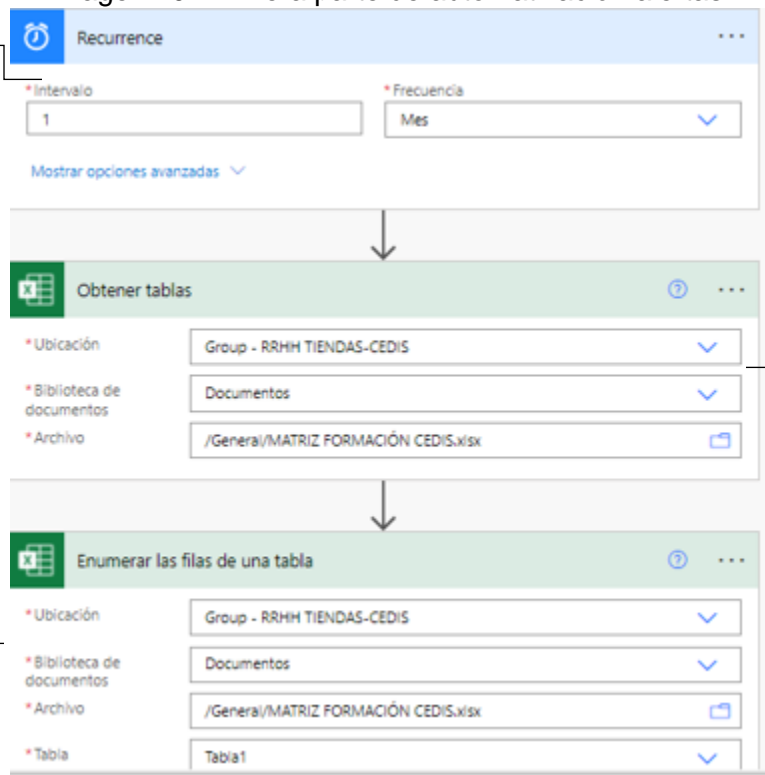 Recurrence
* Intervalo
* Frecuencia
1
Mes
Mostrar opciones avanzadas
Obtener tablas
* Ubicación
Group - RRHH TIENDAS-CEDIS
* Biblioteca de
documentos
Documentos
* Archivo
/General/MATRIZ FORMACIÓN CEDIS.xlsx
Enumerar las filas de una tabla
* Ubicación
Group - RRHH TIENDAS-CEDIS
* Biblioteca de
documentos
Documentos
* Archivo
/General/MATRIZ FORMACIÓN CEDIS.xlsx
* Tabla
Tabla1